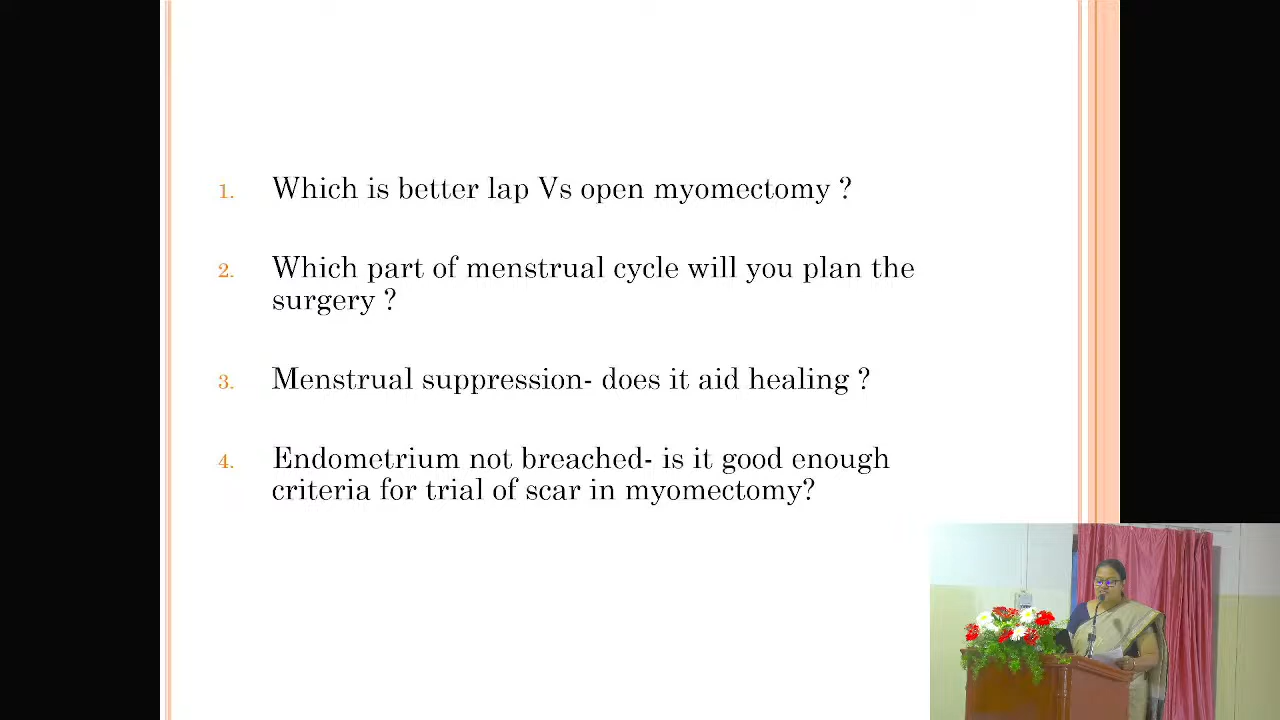 1. Which is better lap Vs open myomectomy ?
2. Which part of menstrual cycle will you plan the
surgery ?
3. Menstrual suppression- does it aid healing ?
4. Endometrium not breached- is it good enough
criteria for trial of scar in myomectomy?